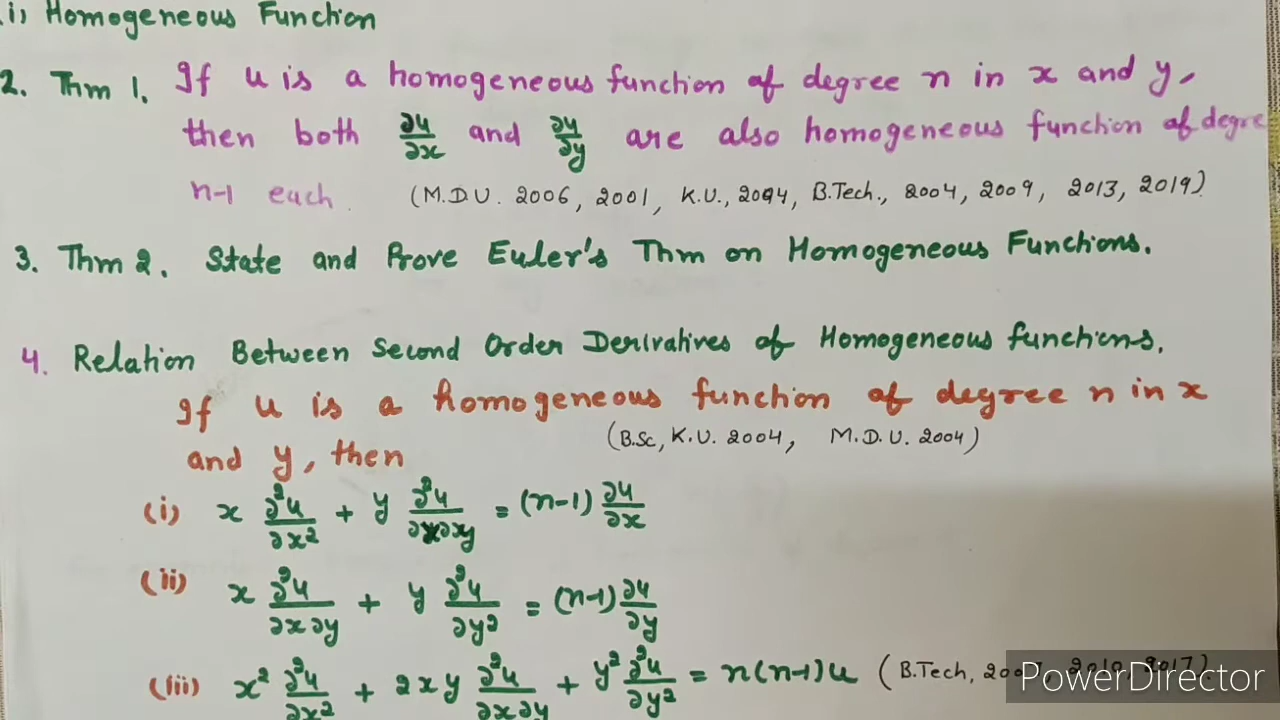 (i) Homogeneous Function
2. Thm 1. If u is a homogeneous function of degree n in x and y,
then both ∂u/∂x and ∂u/∂y are also homogeneous function of degre
n-1 each. (M.D.U. 2006, 2001, K.U., 2004, B.Tech., 2004, 2009, 2013, 2019)
3. Thm 2. State and Prove Euler's Thm on Homogeneous Functions.
4. Relation Between Second Order Derivatives of Homogeneous functions.
If u is a homogeneous function of degree n in x
(B.Sc, K.U. 2004, M.D.U. 2004)
and y, then
(i) x ∂²u/∂x² + y ∂²u/∂x∂y = (n-1) ∂u/∂x
(ii) x ∂²u/∂x∂y + y ∂²u/∂y² = (n-1) ∂u/∂y
(iii) x² ∂²u/∂x² + 2xy ∂²u/∂x∂y + y² ∂²u/∂y² = n(n-1)u (B.Tech,
PowerDirector